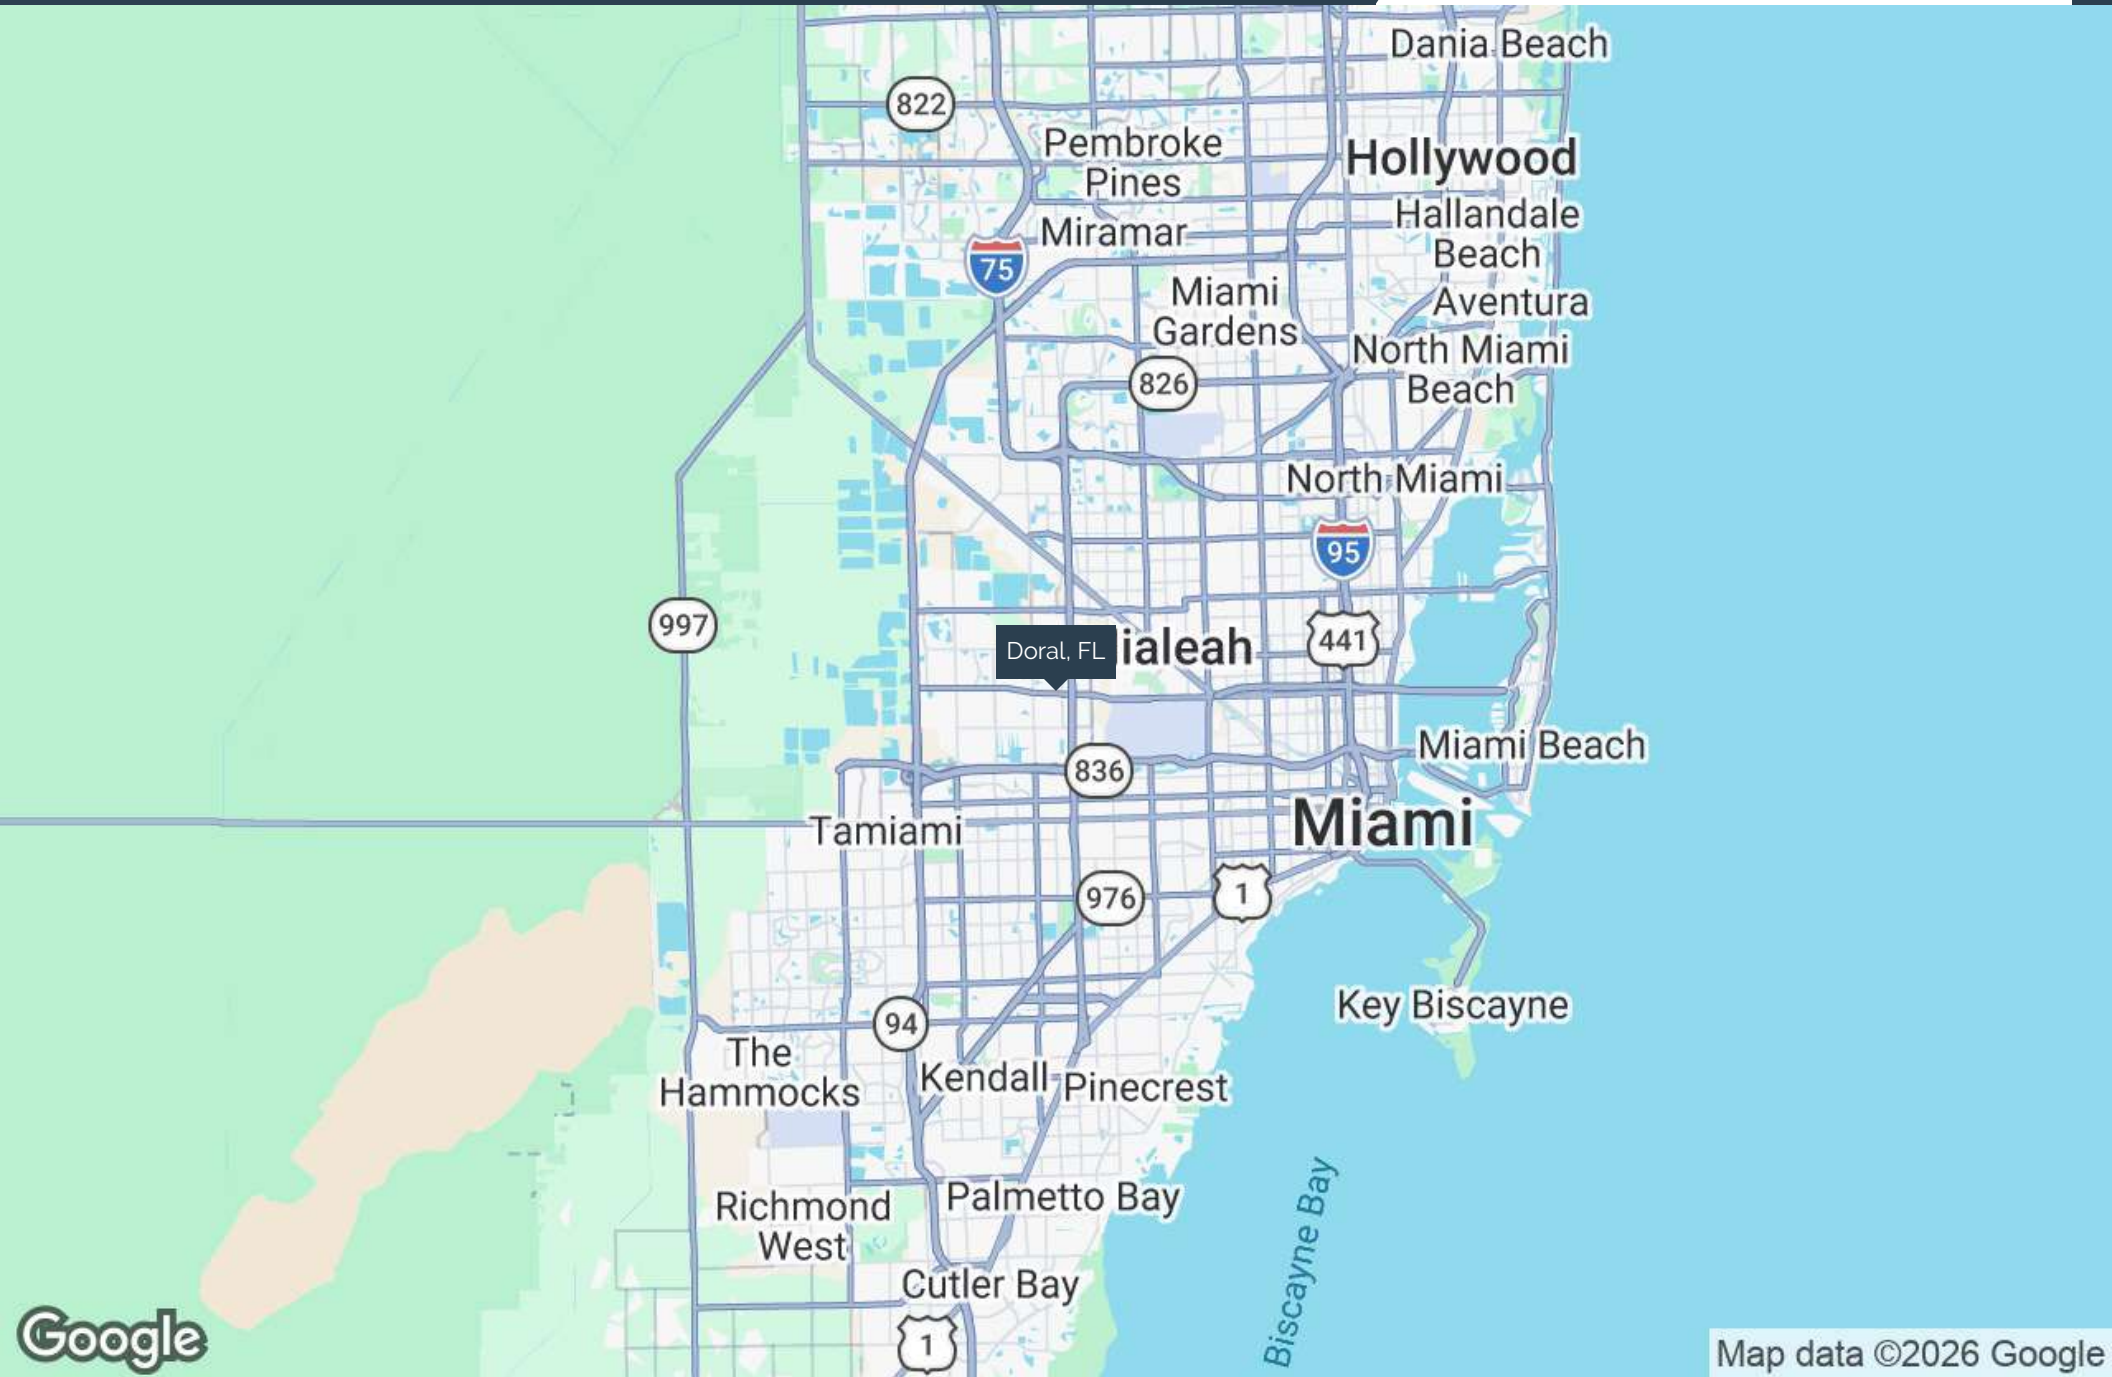 Dania Beach
822
Pembroke
Pines
Hollywood
Hallandale
Beach
Miramar
75
Miami
Gardens
Aventura
North Miami
Beach
826
North Miami
95
997
Doral, FL
ialeah
441
Miami Beach
836
Miami
Tamiami
976
1
Key Biscayne
94
The
Hammocks
Kendall
Pinecrest
Richmond
West
Palmetto Bay
Biscayne Bay
Cutler Bay
1
Google
Map data ©2026 Google